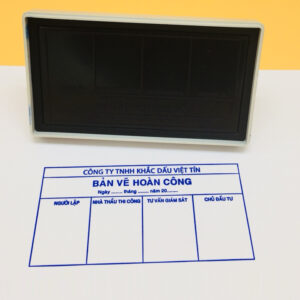 CÔNG TY TNHH KHẮC DẤU VIỆT TÍN
BẢN VẼ HOÀN CÔNG
Ngày ........ tháng ........ năm 20.......
NGƯỜI LẬP NHÀ THẦU THI CÔNG TƯ VẤN GIÁM SÁT CHỦ ĐẦU TƯ